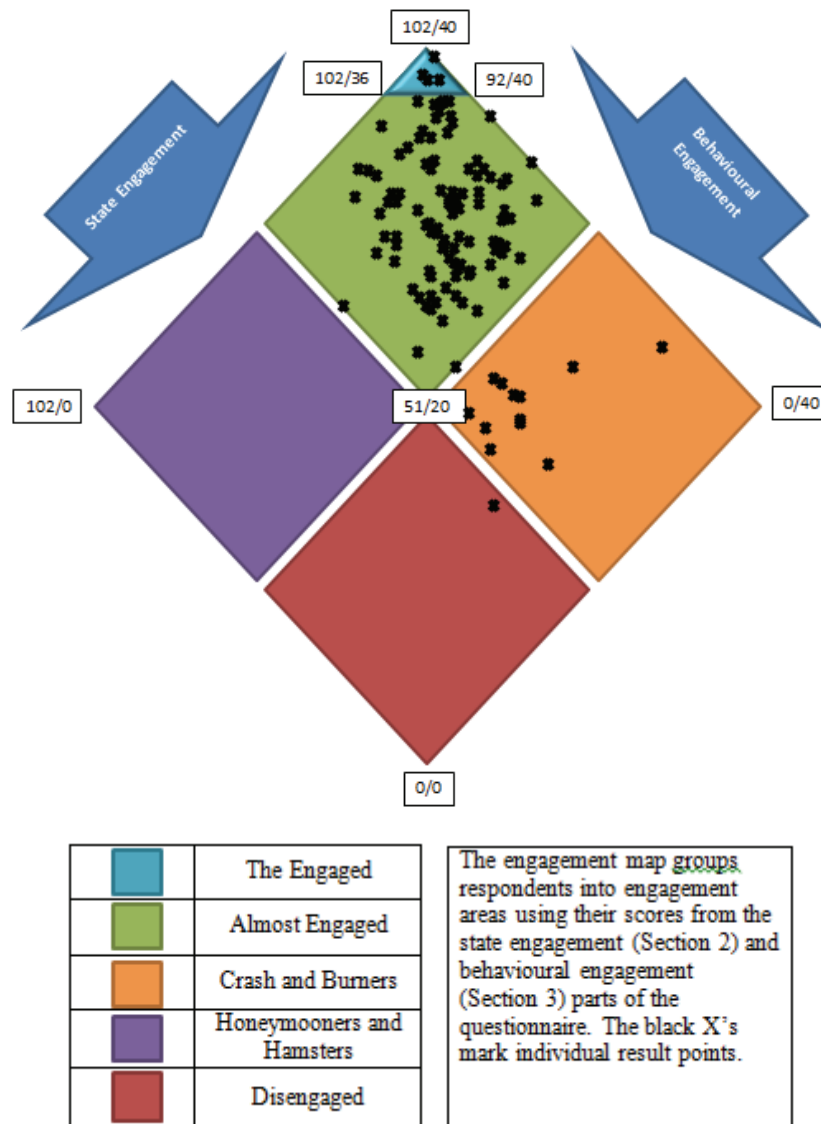 102/40
102/36
92/40
State Engagement
Behavioural
Engagement
102/0
51/20
0/40
0/0
The Engaged
Almost Engaged
Crash and Burners
Honeymooners and
Hamsters
Disengaged
The engagement map groups
respondents into engagement
areas using their scores from the
state engagement (Section 2) and
behavioural engagement
(Section 3) parts of the
questionnaire. The black X's
mark individual result points.